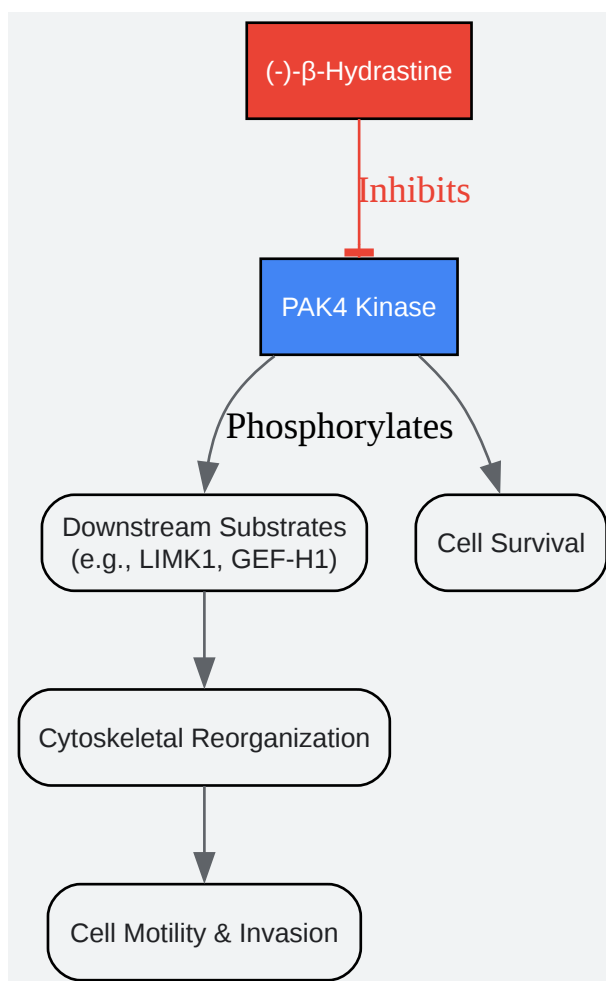 (-)-β-Hydrastine
Inhibits
PAK4 Kinase
Phosphorylates
Downstream Substrates
(e.g., LIMK1, GEF-H1)
Cell Survival
Cytoskeletal Reorganization
Cell Motility & Invasion